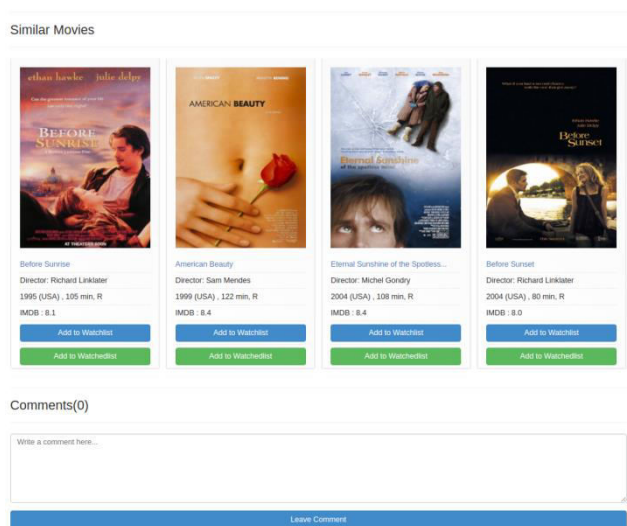 Similar Movies
ethan hawke julie delpy
BEFORE
SUNRISE
Before Sunrise
Director: Richard Linklater
1995 (USA) , 105 min, R
IMDB : 8.1
Add to Watchlist
Add to Watchedlist
AMERICAN BEAUTY
American Beauty
Director: Sam Mendes
1999 (USA) , 122 min, R
IMDB : 8.4
Add to Watchlist
Add to Watchedlist
Eternal Sunshine
of the spotless mind
Eternal Sunshine of the Spotless...
Director: Michel Gondry
2004 (USA) , 108 min, R
IMDB : 8.4
Add to Watchlist
Add to Watchedlist
Before
Sunset
Before Sunset
Director: Richard Linklater
2004 (USA) , 80 min, R
IMDB : 8.0
Add to Watchlist
Add to Watchedlist
Comments(0)
Write a comment here...
Leave Comment